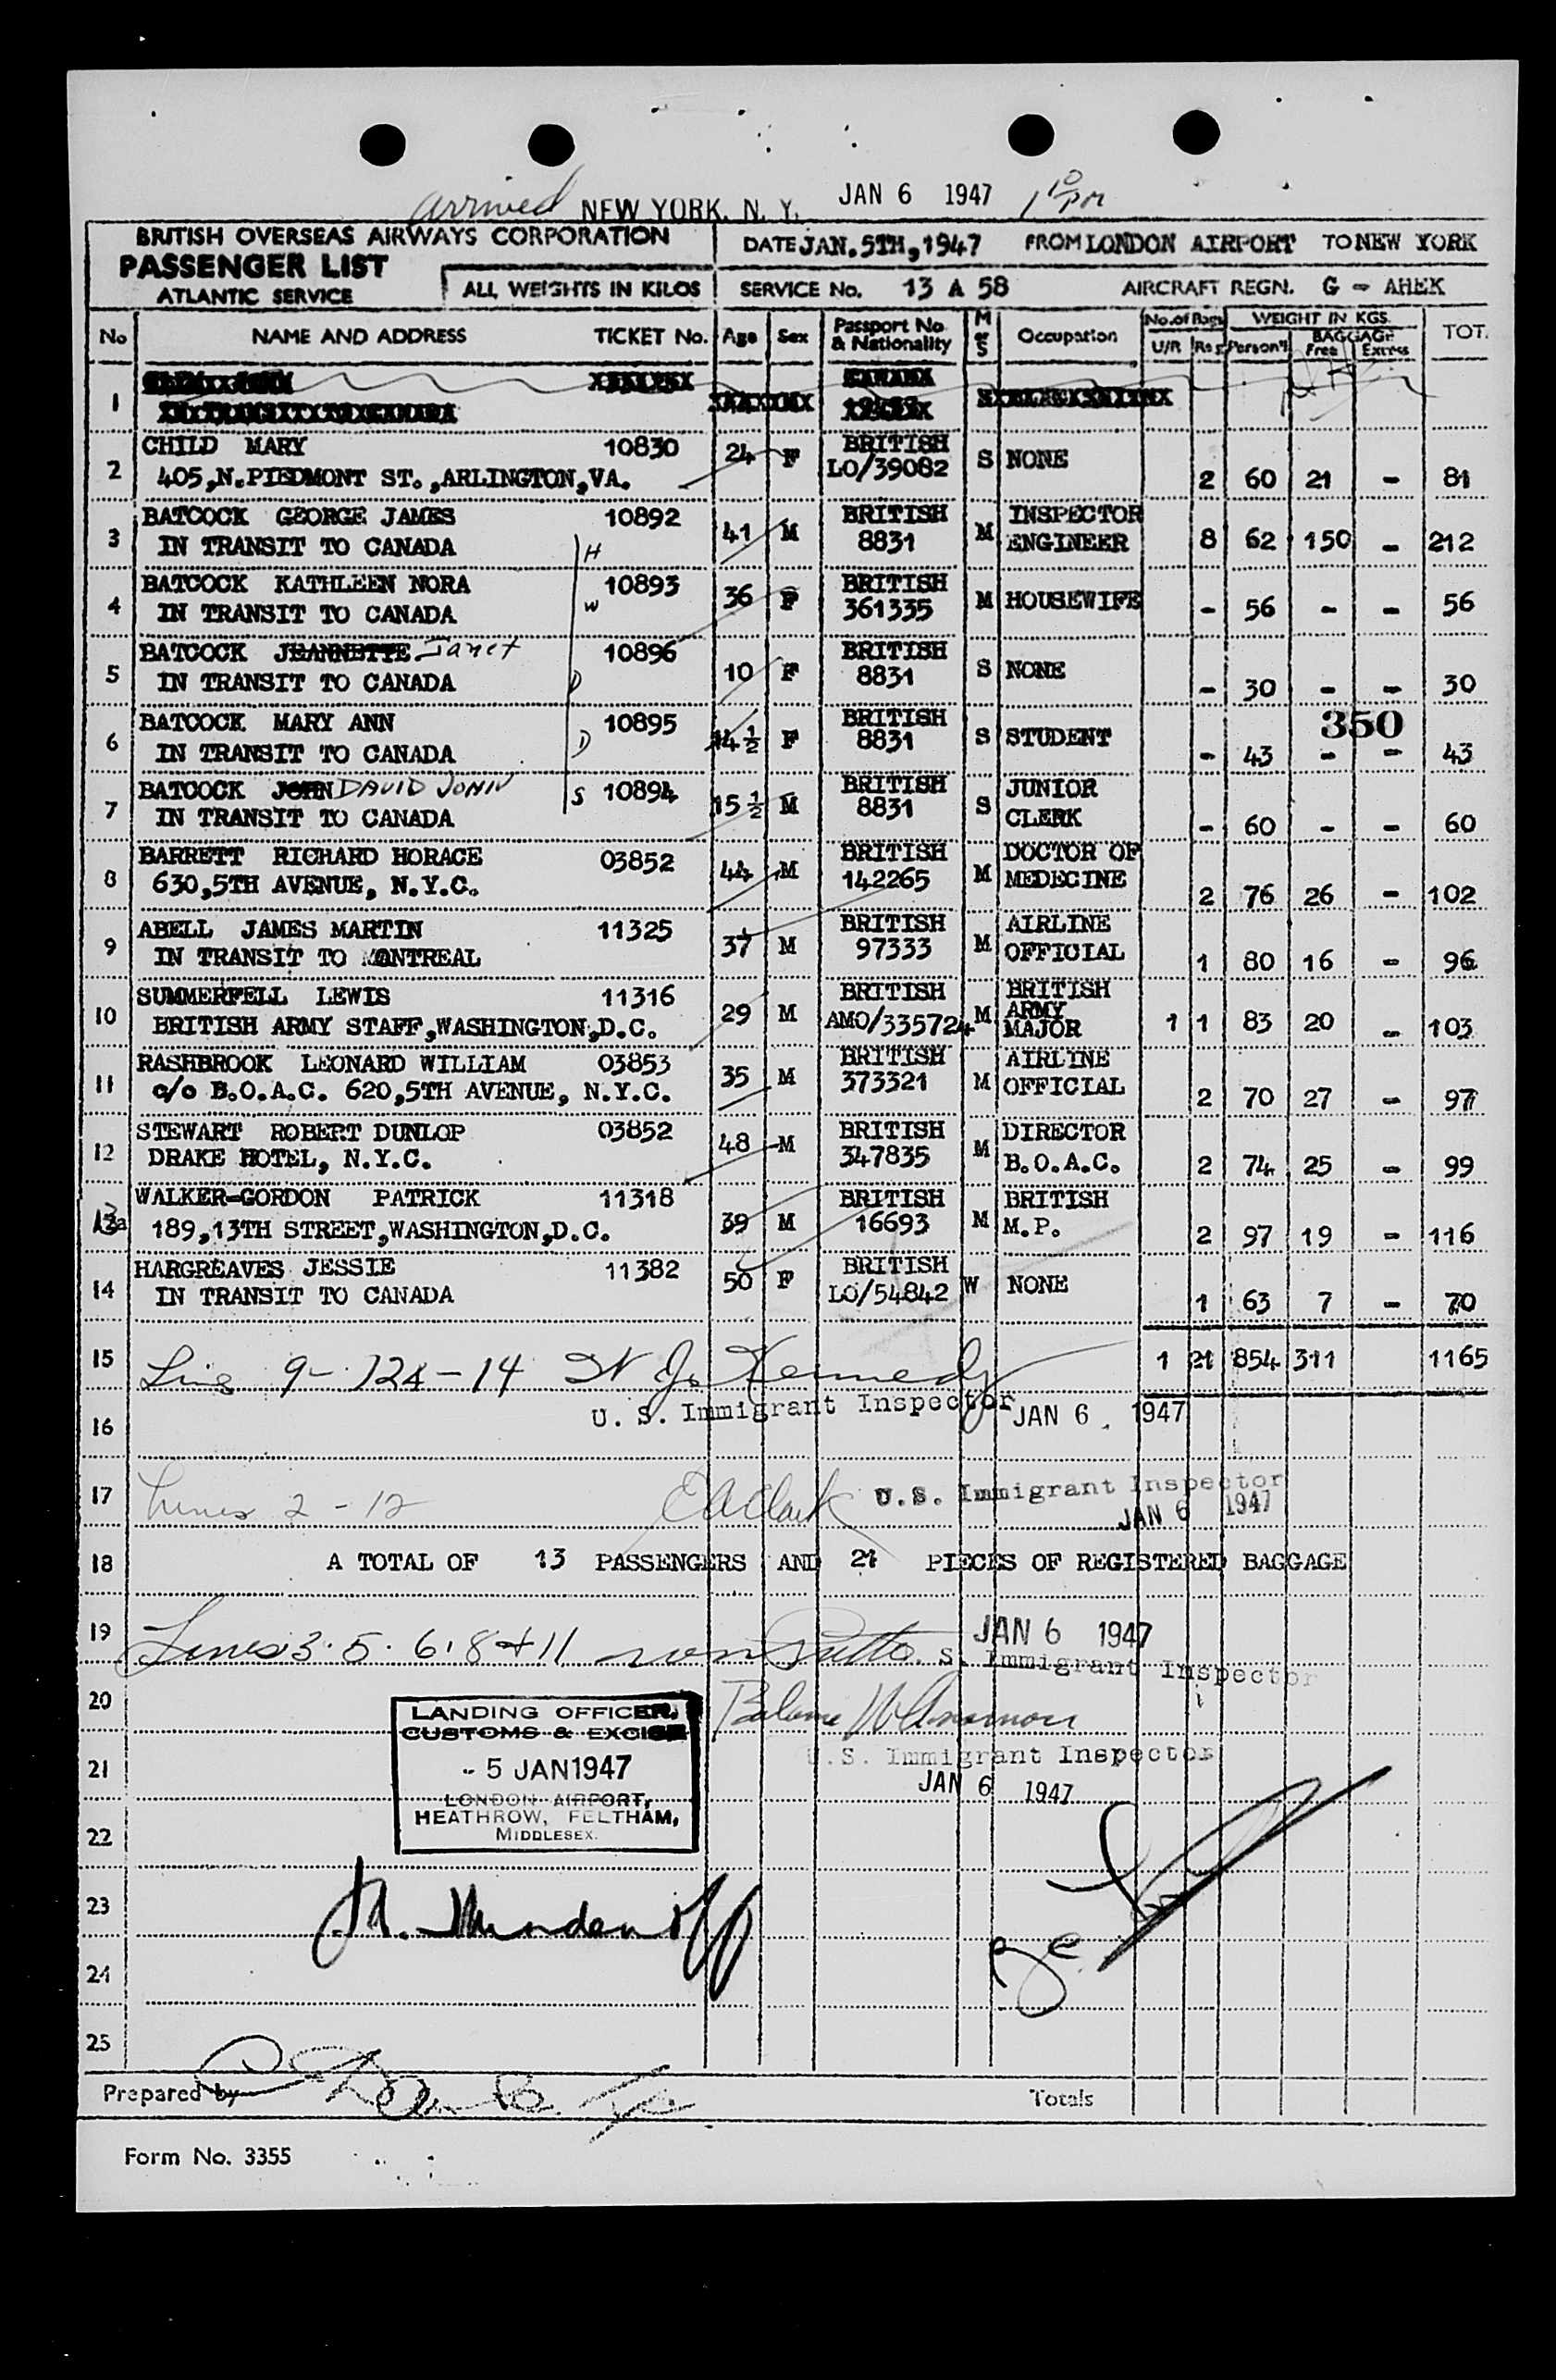 arrived NEW YORK, N. Y. JAN 6 1947 1 10 PM
BRITISH OVERSEAS AIRWAYS CORPORATION
PASSENGER LIST
ATLANTIC SERVICE
ALL WEIGHTS IN KILOS
DATE JAN. 5TH, 1947 FROM LONDON AIRPORT TO NEW YORK
SERVICE No. 13 A 58 AIRCRAFT REGN. G - AHEK
No NAME AND ADDRESS TICKET No. Age Sex Passport No & Nationality M S Occupation No. of Bags U/R Reg WEIGHT IN KGS. Person'l BAGGAGE Free Excess TOT.
1
2 CHILD MARY 10830 24 F BRITISH S NONE
405,N.PIEDMONT ST.,ARLINGTON,VA. LO/39082 2 60 21 - 81
3 BATCOCK GEORGE JAMES 10892 41 M BRITISH M INSPECTOR
IN TRANSIT TO CANADA H 8831 ENGINEER 8 62 150 - 212
4 BATCOCK KATHLEEN NORA 10893 36 F BRITISH M HOUSEWIFE
IN TRANSIT TO CANADA W 361335 - 56 - - 56
5 BATCOCK JEANNETTE Janet 10896 10 F BRITISH S NONE
IN TRANSIT TO CANADA D 8831 - 30 - - 30
350
6 BATCOCK MARY ANN 10895 14½ F BRITISH S STUDENT
IN TRANSIT TO CANADA D 8831 - 43 - - 43
7 BATCOCK JOHN DAVID JOHN S 10894 15½ M BRITISH S JUNIOR
IN TRANSIT TO CANADA 8831 CLERK - 60 - - 60
8 BARRETT RICHARD HORACE 03852 44 M BRITISH M DOCTOR OF
630,5TH AVENUE, N.Y.C. 142265 MEDECINE 2 76 26 - 102
9 ABELL JAMES MARTIN 11325 37 M BRITISH M AIRLINE
IN TRANSIT TO MONTREAL 97333 OFFICIAL 1 80 16 - 96
10 SUMMERFELL LEWIS 11316 29 M BRITISH M BRITISH ARMY
BRITISH ARMY STAFF,WASHINGTON,D.C. AMO/335724 MAJOR 1 1 83 20 - 103
11 RASHBROOK LEONARD WILLIAM 03853 35 M BRITISH M AIRLINE
c/o B.O.A.C. 620,5TH AVENUE, N.Y.C. 373321 OFFICIAL 2 70 27 - 97
12 STEWART ROBERT DUNLOP 03852 48 M BRITISH M DIRECTOR
DRAKE HOTEL, N.Y.C. 347835 B.O.A.C. 2 74 25 - 99
13 WALKER-GORDON PATRICK 11318 39 M BRITISH M BRITISH
189,13TH STREET,WASHINGTON,D.C. 16693 M.P. 2 97 19 - 116
14 HARGREAVES JESSIE 11382 50 F BRITISH W NONE
IN TRANSIT TO CANADA LO/54842 1 63 7 - 70
15 Line 9- 12A-14 Kennedy 1 21 854 311 1165
U. S. Immigrant Inspector JAN 6 1947
16
17 Lines 2 - 12 E A Clark U.S. Immigrant Inspector
JAN 6 1947
18 A TOTAL OF 13 PASSENGERS AND 21 PIECES OF REGISTERED BAGGAGE
JAN 6 1947
19 Lines 3. 5. 6. 8 + 11 S. Immigrant Inspector
20 Balance
U.S. Immigrant Inspector
JAN 6 1947
LANDING OFFICER,
CUSTOMS & EXCISE
- 5 JAN 1947
LONDON AIRPORT,
HEATHROW, FELTHAM,
MIDDLESEX.
21
22
23
24
25
Prepared by Totals
Form No. 3355